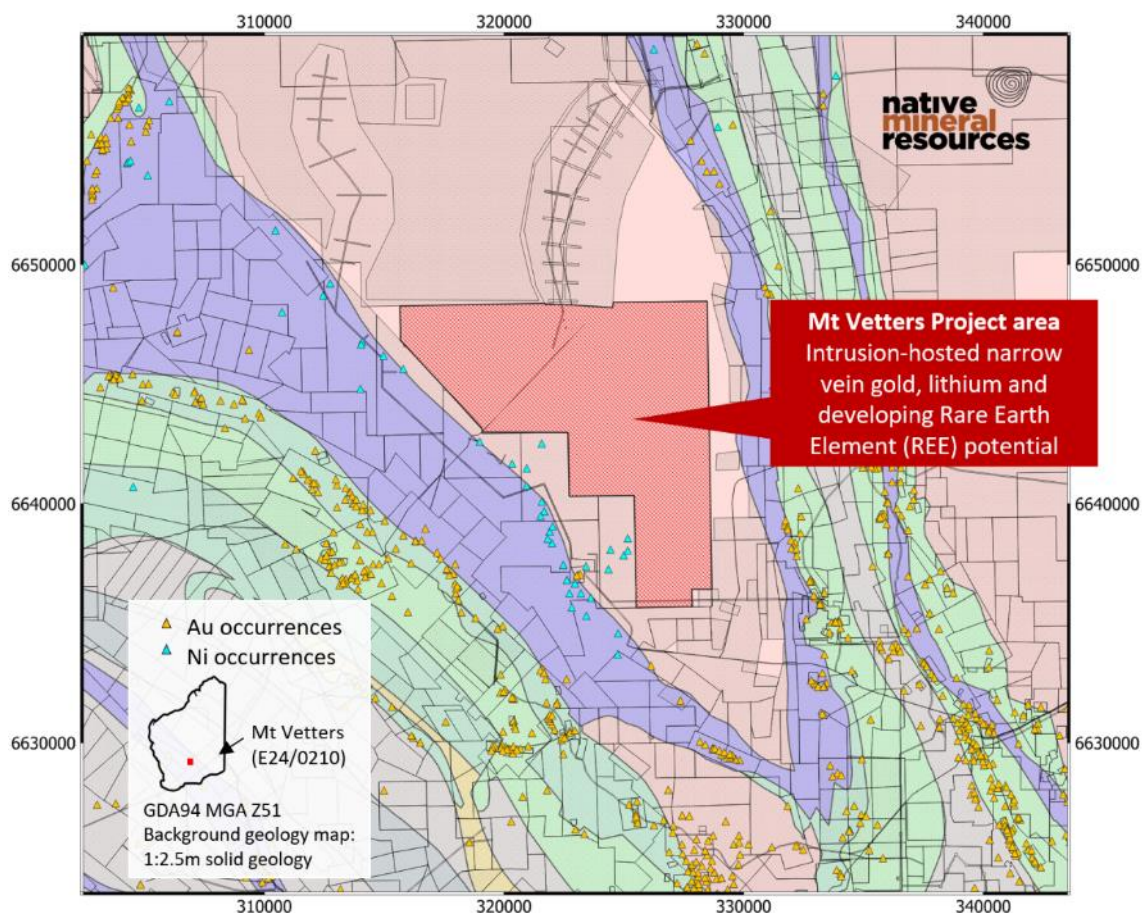 310000 320000 330000 340000
native
mineral
resources
6650000 6650000
Mt Vetters Project area
Intrusion-hosted narrow
vein gold, lithium and
developing Rare Earth
Element (REE) potential
6640000 6640000
Au occurrences
Ni occurrences
Mt Vetters
(E24/0210)
GDA94 MGA Z51
Background geology map:
1:2.5m solid geology
6630000 6630000
310000 320000 330000 340000